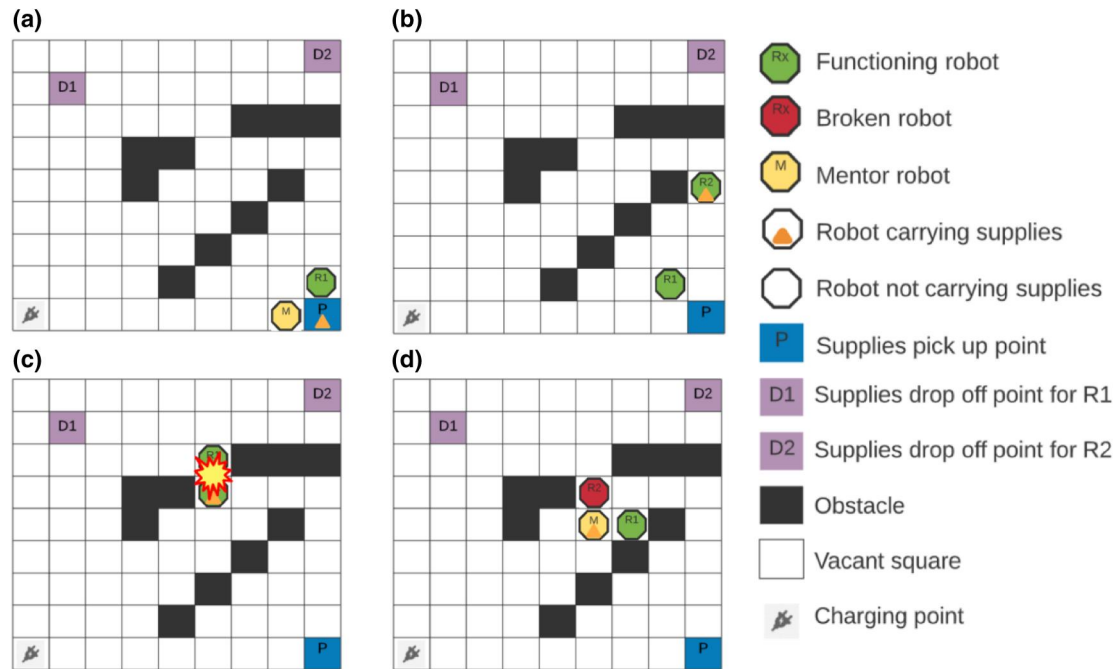 (a)
D2
D1
R1
M
P
(b)
D2
D1
R2
R1
P
(c)
D2
D1
P
(d)
D2
D1
R2
M
R1
P
Rx
Functioning robot
Rx
Broken robot
M
Mentor robot
Robot carrying supplies
Robot not carrying supplies
P
Supplies pick up point
D1
Supplies drop off point for R1
D2
Supplies drop off point for R2
Obstacle
Vacant square
Charging point